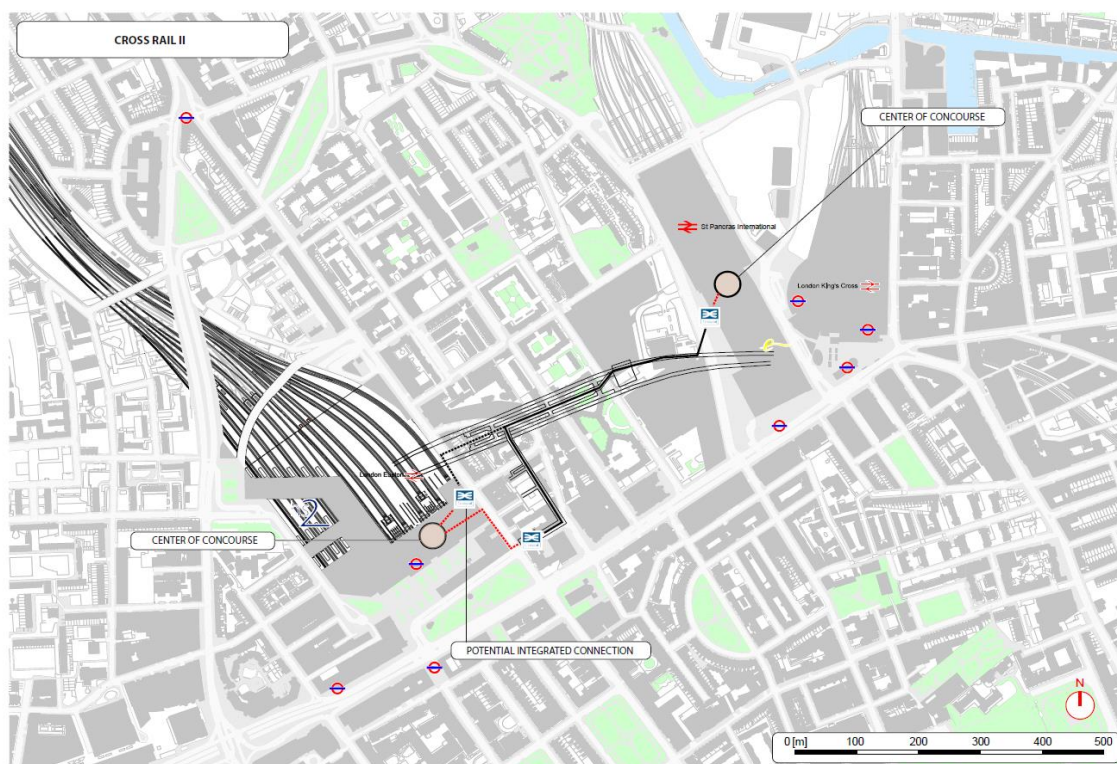 CROSS RAIL II
CENTER OF CONCOURSE
St Pancras International
London King's Cross
London Euston
CENTER OF CONCOURSE
POTENTIAL INTEGRATED CONNECTION
N
0 [m] 100 200 300 400 500